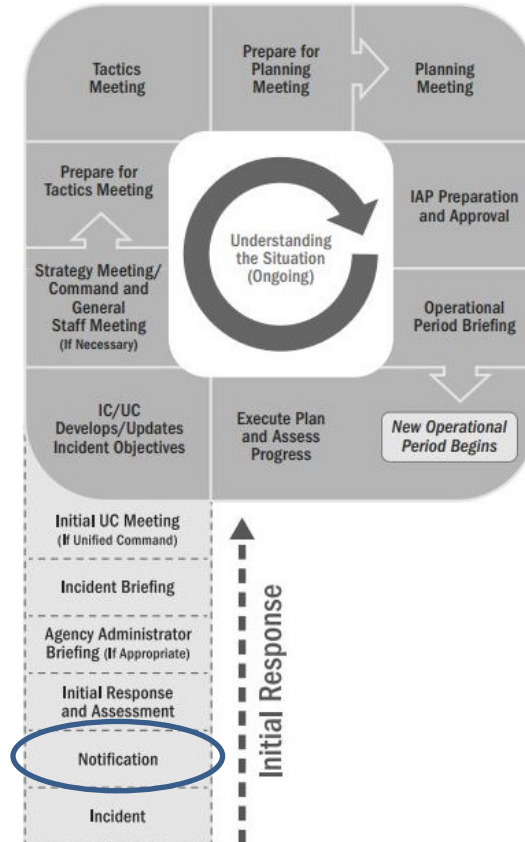 Tactics
Meeting
Prepare for
Planning
Meeting
Planning
Meeting
Prepare for
Tactics Meeting
Understanding
the Situation
(Ongoing)
IAP Preparation
and Approval
Strategy Meeting/
Command and
General
Staff Meeting
(If Necessary)
Operational
Period Briefing
IC/UC
Develops/Updates
Incident Objectives
Execute Plan
and Assess
Progress
New Operational
Period Begins
Initial UC Meeting
(If Unified Command)
Incident Briefing
Agency Administrator
Briefing (If Appropriate)
Initial Response
and Assessment
Notification
Incident
Initial Response